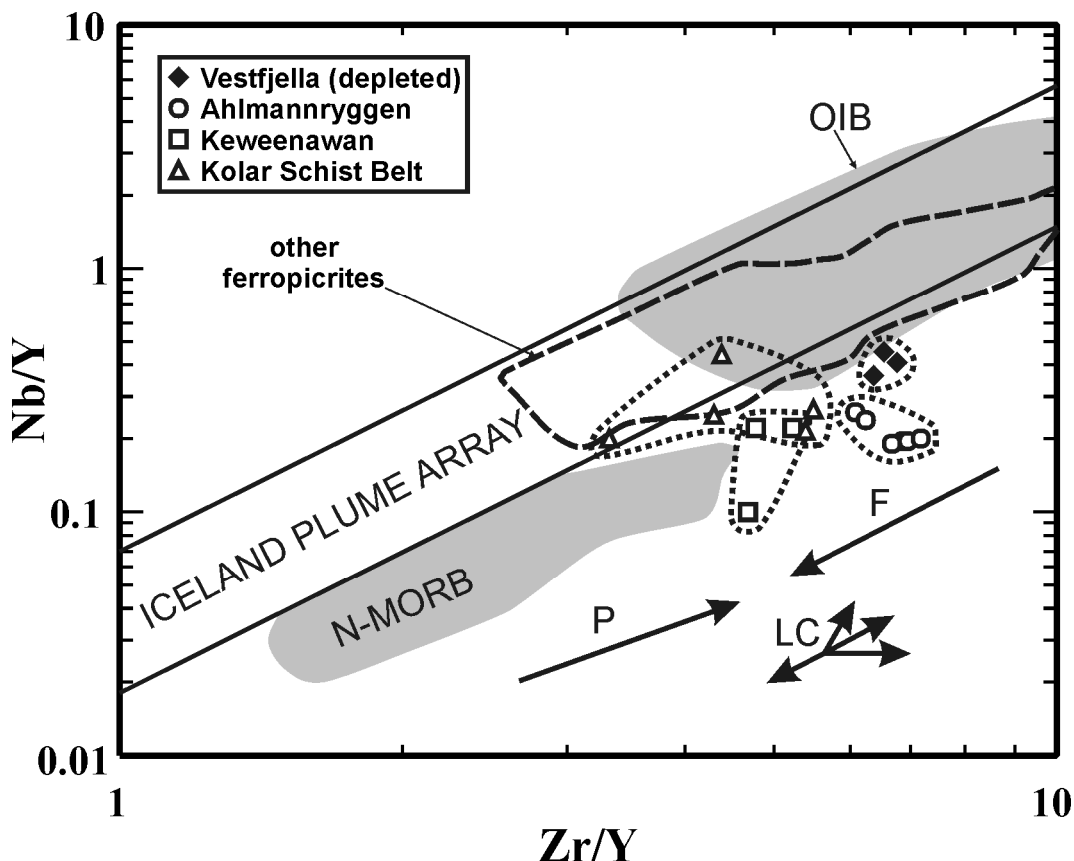 10
Vestfjella (depleted)
Ahlmannryggen
Keweenawan
Kolar Schist Belt
OIB
other
ferropicrites
1
Nb/Y
ICELAND PLUME ARRAY
F
0.1
N-MORB
P
LC
0.01
1
10
Zr/Y